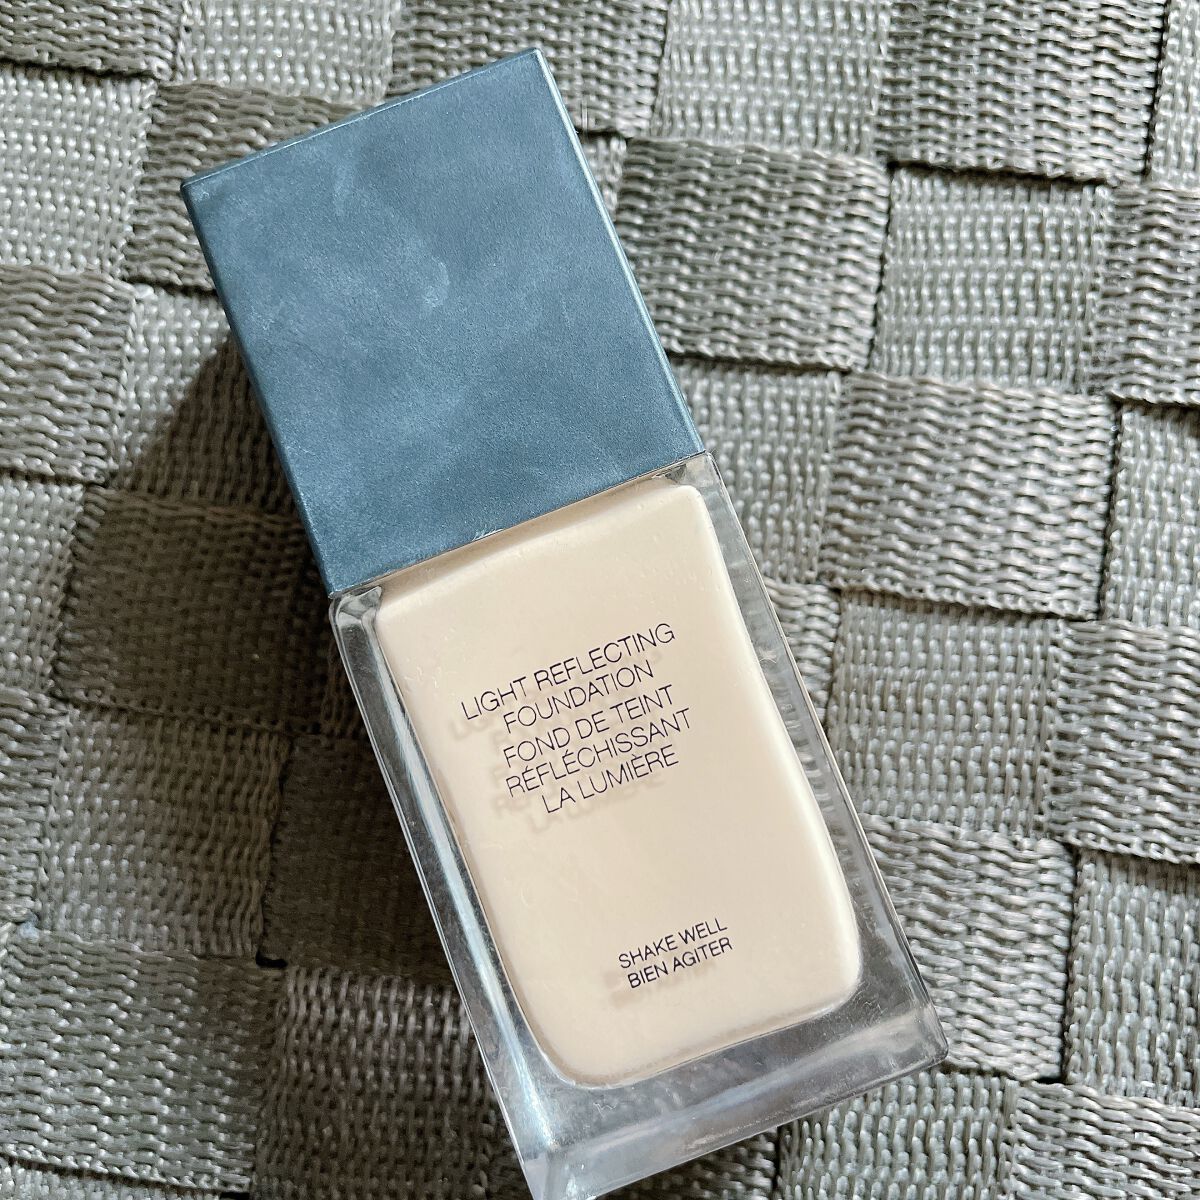 LIGHT REFLECTING
FOUNDATION
FOND DE TEINT
RÉFLÉCHISSANT
LA LUMIÈRE
SHAKE WELL
BIEN AGITER